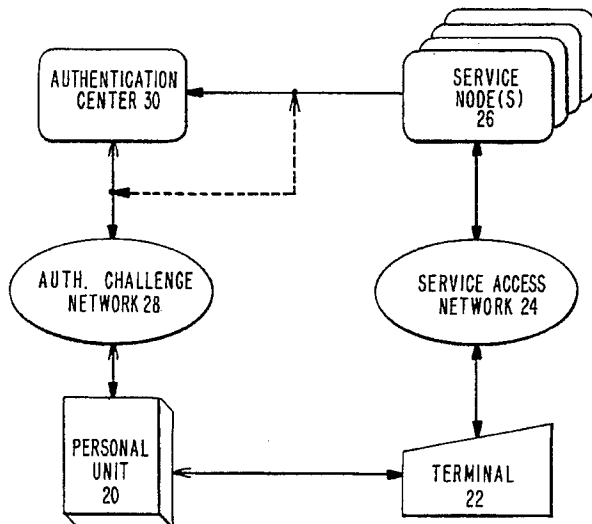 AUTHENTICATION
CENTER 30
SERVICE
NODE(S)
26
AUTH. CHALLENGE
NETWORK 28
SERVICE ACCESS
NETWORK 24
PERSONAL
UNIT
20
TERMINAL
22